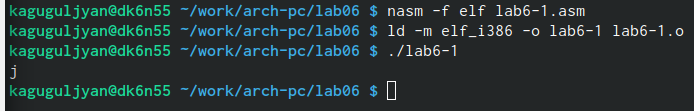 kaguguljyan@dk6n55 ~/work/arch-pc/lab06 $ nasm -f elf lab6-1.asm
kaguguljyan@dk6n55 ~/work/arch-pc/lab06 $ ld -m elf_i386 -o lab6-1 lab6-1.o
kaguguljyan@dk6n55 ~/work/arch-pc/lab06 $ ./lab6-1
j
kaguguljyan@dk6n55 ~/work/arch-pc/lab06 $